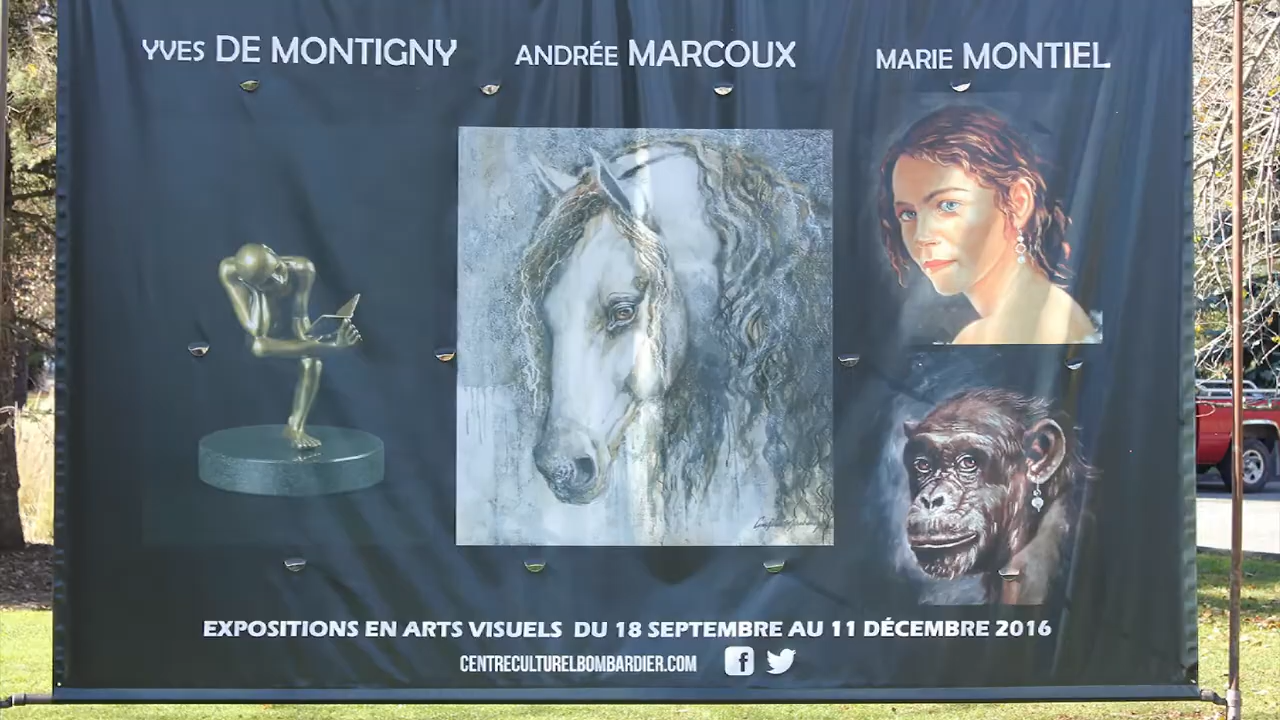 YVES DE MONTIGNY
ANDRÉE MARCOUX
MARIE MONTIEL
EXPOSITIONS EN ARTS VISUELS DU 18 SEPTEMBRE AU 11 DÉCEMBRE 2016
CENTRECULTURELBOMBARDIER.COM